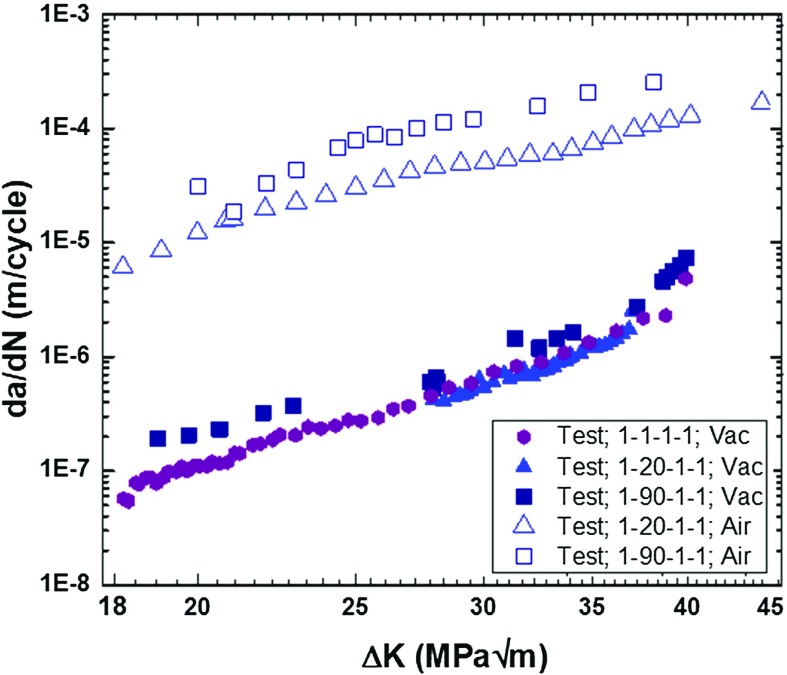 1E-3
1E-4
1E-5
1E-6
1E-7
1E-8
da/dN (m/cycle)
Test; 1-1-1-1; Vac
Test; 1-20-1-1; Vac
Test; 1-90-1-1; Vac
Test; 1-20-1-1; Air
Test; 1-90-1-1; Air
18 20 25 30 35 40 45
ΔK (MPa√m)